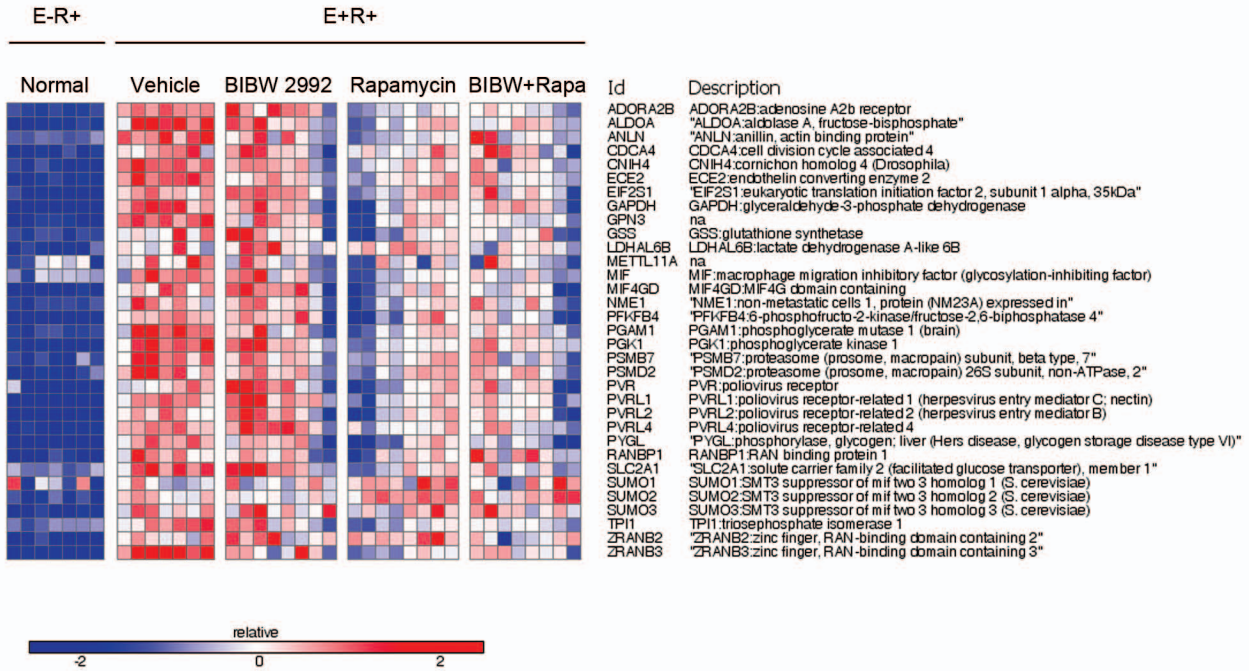 E-R+ E+R+
Normal Vehicle BIBW 2992 Rapamycin BIBW+Rapa Id Description
ADORA2B ADORA2B:adenosine A2b receptor
ALDOA "ALDOA:aldolase A, fructose-bisphosphate"
ANLN "ANLN:anillin, actin binding protein"
CDCA4 CDCA4:cell division cycle associated 4
CNIH4 CNIH4:cornichon homolog 4 (Drosophila)
ECE2 ECE2:endothelin converting enzyme 2
EIF2S1 "EIF2S1:eukaryotic translation initiation factor 2, subunit 1 alpha, 35kDa"
GAPDH GAPDH:glyceraldehyde-3-phosphate dehydrogenase
GPN3 na
GSS GSS:glutathione synthetase
LDHAL6B LDHAL6B:lactate dehydrogenase A-like 6B
METTL11A na
MIF MIF:macrophage migration inhibitory factor (glycosylation-inhibiting factor)
MIF4GD MIF4GD:MIF4G domain containing
NME1 "NME1:non-metastatic cells 1, protein (NM23A) expressed in"
PFKFB4 "PFKFB4:6-phosphofructo-2-kinase/fructose-2,6-biphosphatase 4"
PGAM1 PGAM1:phosphoglycerate mutase 1 (brain)
PGK1 PGK1:phosphoglycerate kinase 1
PSMB7 "PSMB7:proteasome (prosome, macropain) subunit, beta type, 7"
PSMD2 "PSMD2:proteasome (prosome, macropain) 26S subunit, non-ATPase, 2"
PVR PVR:poliovirus receptor
PVRL1 PVRL1:poliovirus receptor-related 1 (herpesvirus entry mediator C; nectin)
PVRL2 PVRL2:poliovirus receptor-related 2 (herpesvirus entry mediator B)
PVRL4 PVRL4:poliovirus receptor-related 4
PYGL "PYGL:phosphorylase, glycogen; liver (Hers disease, glycogen storage disease type VI)"
RANBP1 RANBP1:RAN binding protein 1
SLC2A1 "SLC2A1:solute carrier family 2 (facilitated glucose transporter), member 1"
SUMO1 SUMO1:SMT3 suppressor of mif two 3 homolog 1 (S. cerevisiae)
SUMO2 SUMO2:SMT3 suppressor of mif two 3 homolog 2 (S. cerevisiae)
SUMO3 SUMO3:SMT3 suppressor of mif two 3 homolog 3 (S. cerevisiae)
TPI1 TPI1:triosephosphate isomerase 1
ZRANB2 "ZRANB2:zinc finger, RAN-binding domain containing 2"
ZRANB3 "ZRANB3:zinc finger, RAN-binding domain containing 3"
relative
-2 0 2